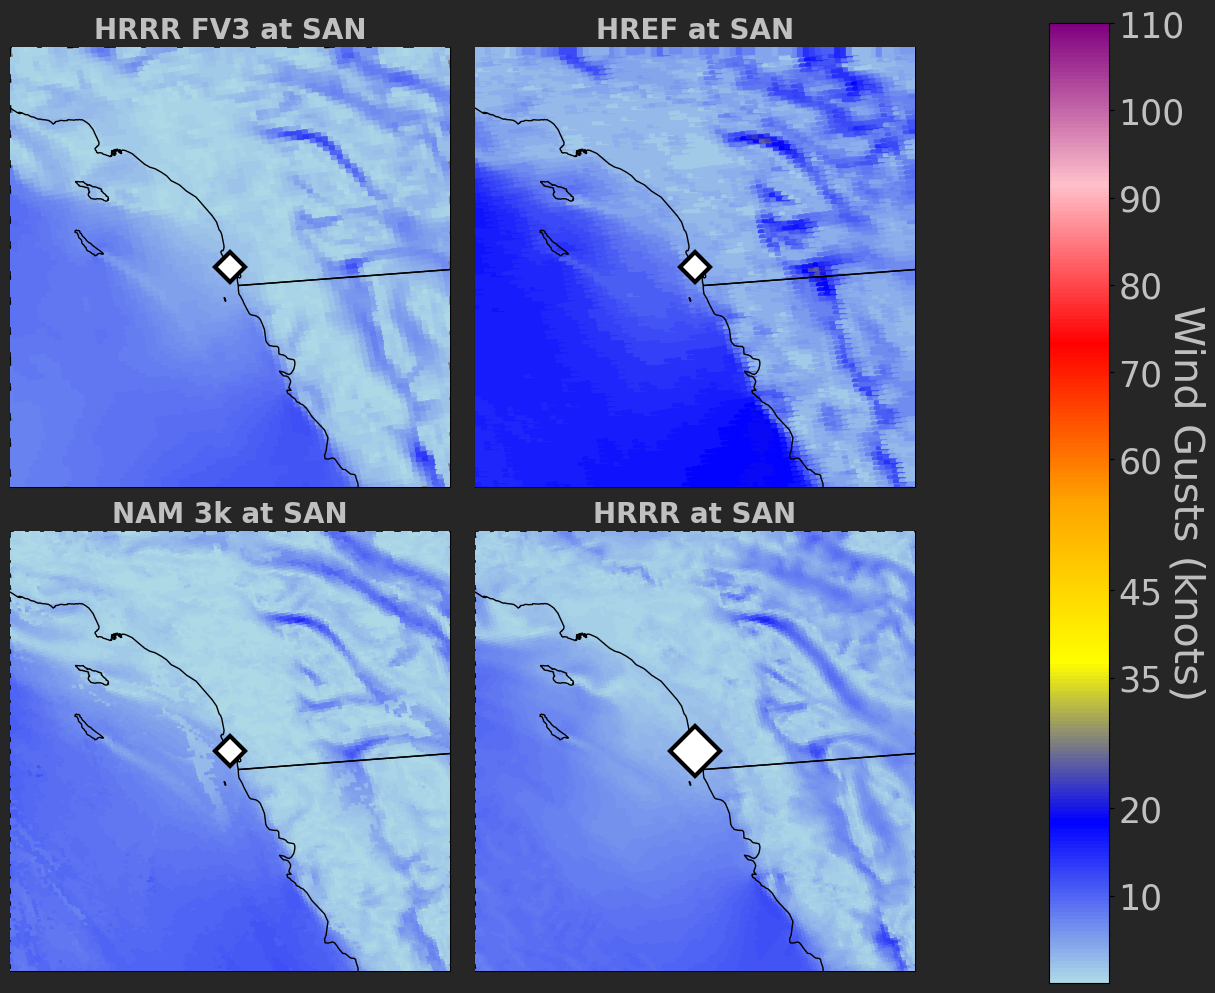 HRRR FV3 at SAN
HREF at SAN
NAM 3k at SAN
HRRR at SAN
110
100
90
80
70
60
45
35
20
10
Wind Gusts (knots)